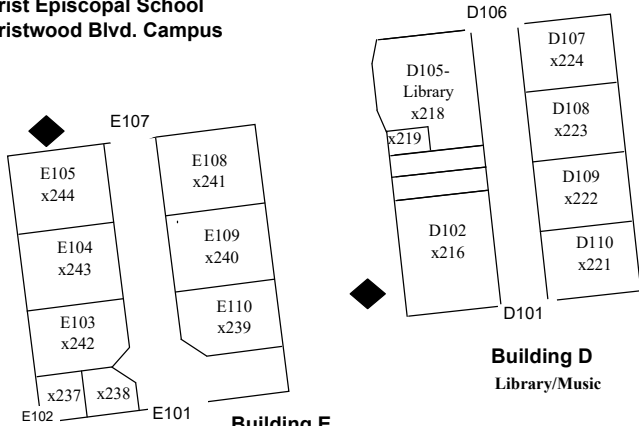 rist Episcopal School
ristwood Blvd. Campus
D106
D105-
Library
x218
x219
D107
x224
D108
x223
D109
x222
D110
x221
D102
x216
D101
Building D
Library/Music
E107
E105
x244
E108
x241
E104
x243
E109
x240
E103
x242
E110
x239
x237
x238
E102
E101
Building E